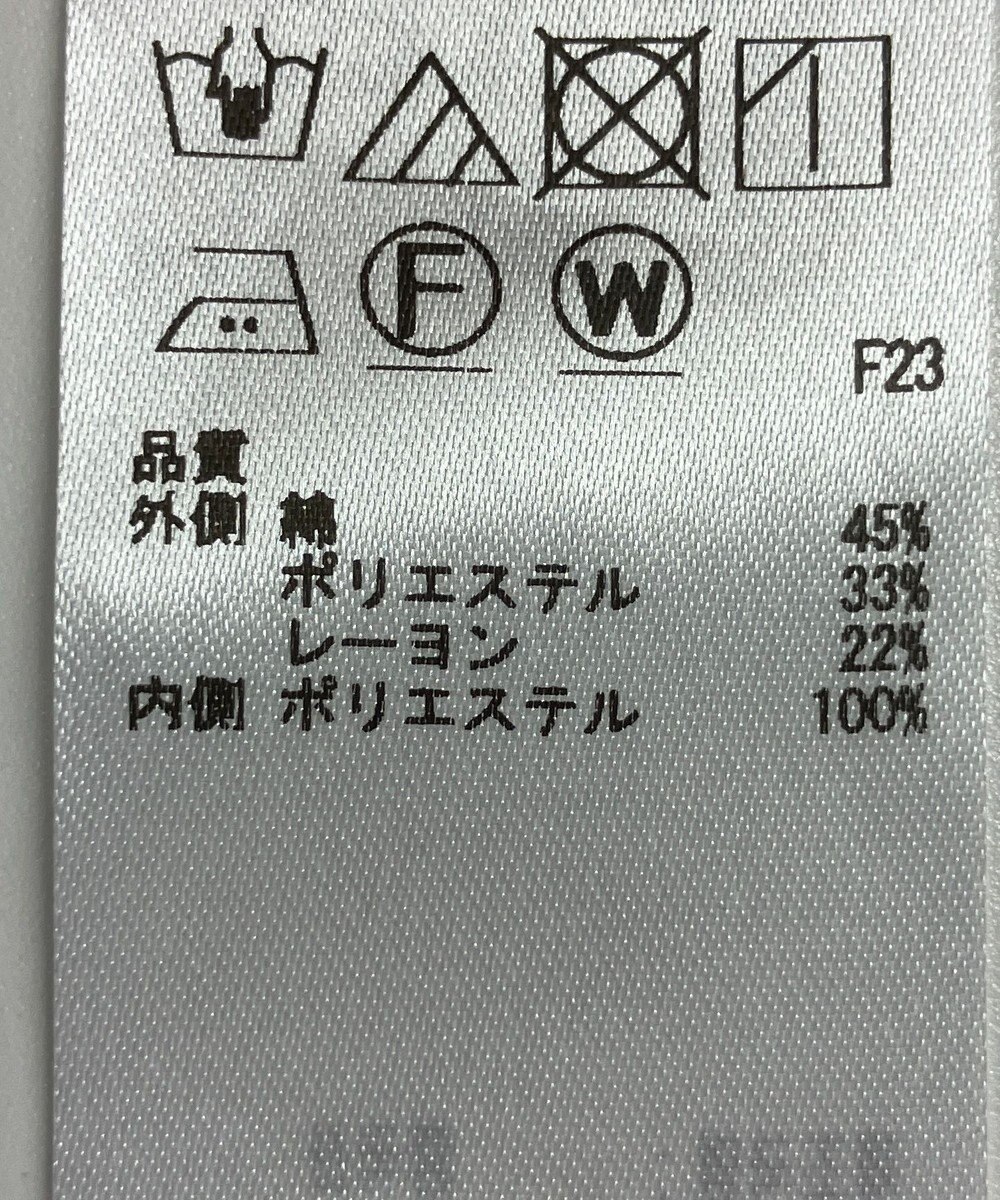 F W
F23
品質
外側 綿 45%
ポリエステル 33%
レーヨン 22%
内側 ポリエステル 100%